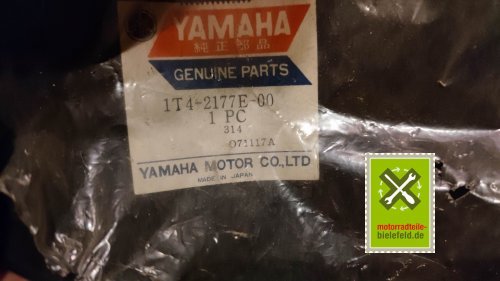 YAMAHA
純正部品
GENUINE PARTS
1T4-2177E-00
1 PC
314
O71117A
YAMAHA MOTOR CO.,LTD
MADE IN JAPAN
motorradteile-
bielefeld.de